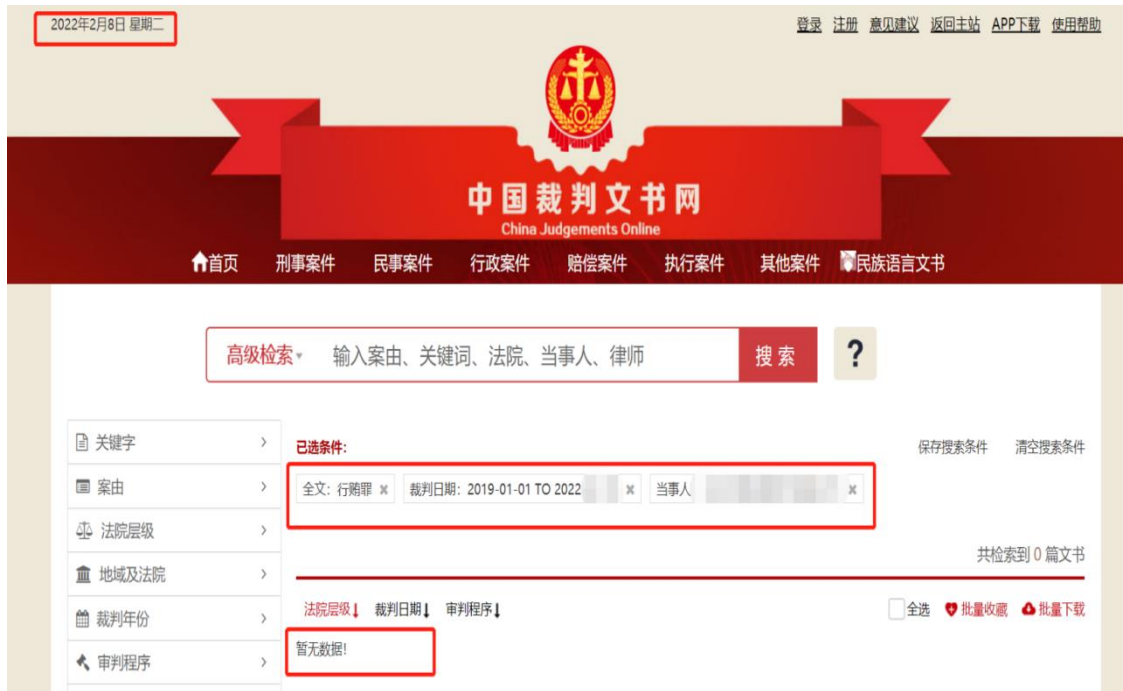 2022年2月8日 星期二
登录 注册 意见建议 返回主站 APP下载 使用帮助
中国裁判文书网
China Judgements Online
首页 刑事案件 民事案件 行政案件 赔偿案件 执行案件 其他案件 民族语言文书
高级检索 输入案由、关键词、法院、当事人、律师 搜索 ?
关键字
案由
法院层级
地域及法院
裁判年份
审判程序
已选条件:
保存搜索条件 清空搜索条件
全文：行贿罪 × 裁判日期：2019-01-01 TO 2022 × 当事人 ×
共检索到 0 篇文书
法院层级↓ 裁判日期↓ 审判程序↓
全选 批量收藏 批量下载
暂无数据!